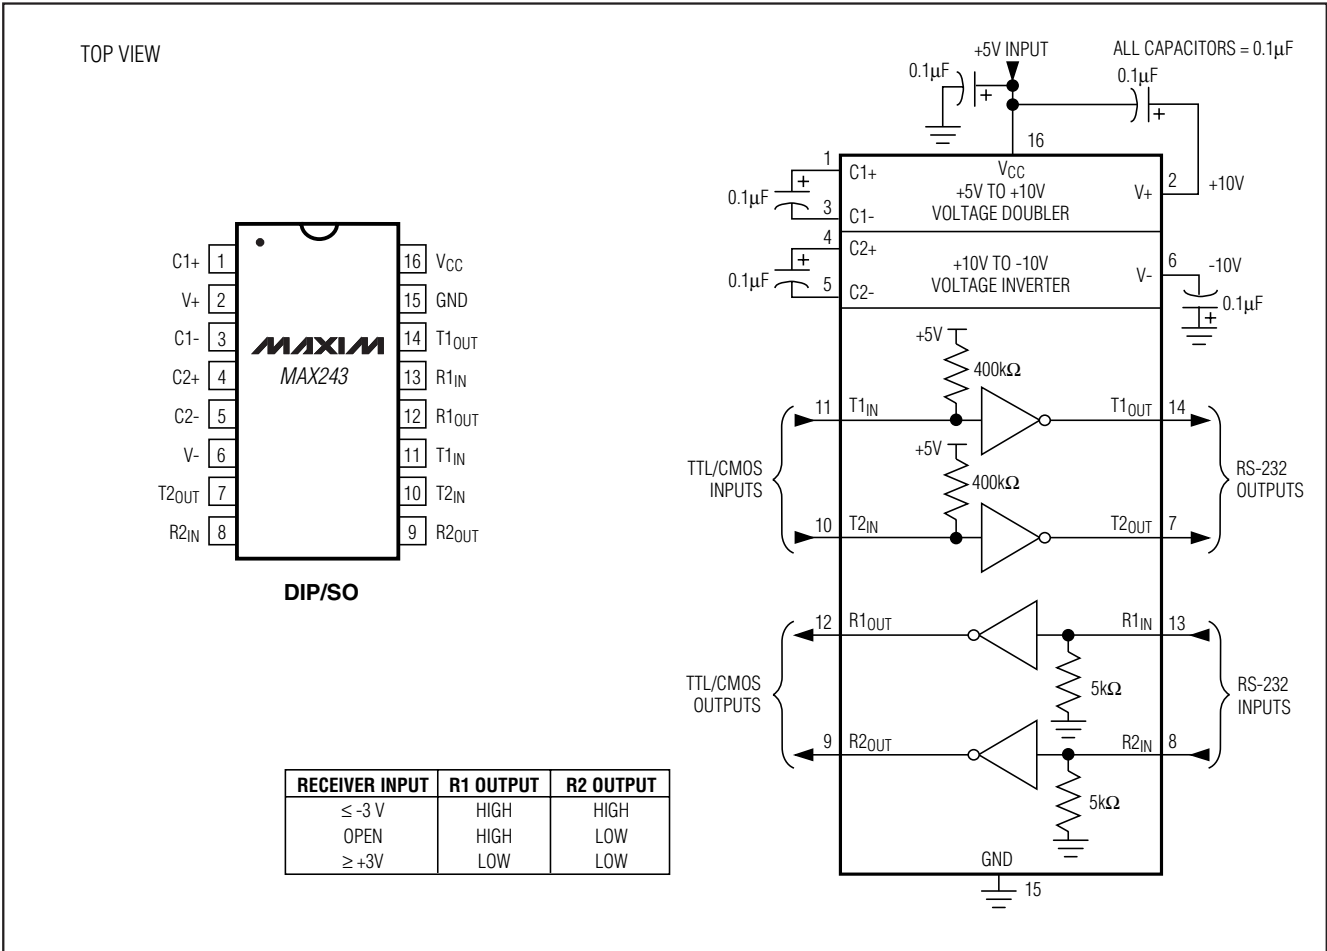 TOP VIEW
C1+ 1
V+ 2
C1- 3
C2+ 4
C2- 5
V- 6
T2OUT 7
R2IN 8
16 VCC
15 GND
14 T1OUT
13 R1IN
12 R1OUT
11 T1IN
10 T2IN
9 R2OUT
MAXIM
MAX243
DIP/SO
RECEIVER INPUT R1 OUTPUT R2 OUTPUT
≤ -3 V HIGH HIGH
OPEN HIGH LOW
≥ +3V LOW LOW
+5V INPUT
ALL CAPACITORS = 0.1µF
0.1µF
+
0.1µF
+
16
VCC
+5V TO +10V
VOLTAGE DOUBLER
1
C1+
0.1µF
+
3
C1-
V+
2
+10V
4
C2+
0.1µF
+
5
C2-
+10V TO -10V
VOLTAGE INVERTER
V-
6
-10V
0.1µF
+
+5V
400kΩ
11 T1IN
T1OUT 14
+5V
400kΩ
10 T2IN
T2OUT 7
TTL/CMOS
INPUTS
RS-232
OUTPUTS
12 R1OUT
R1IN 13
5kΩ
9 R2OUT
R2IN 8
5kΩ
TTL/CMOS
OUTPUTS
RS-232
INPUTS
GND
15